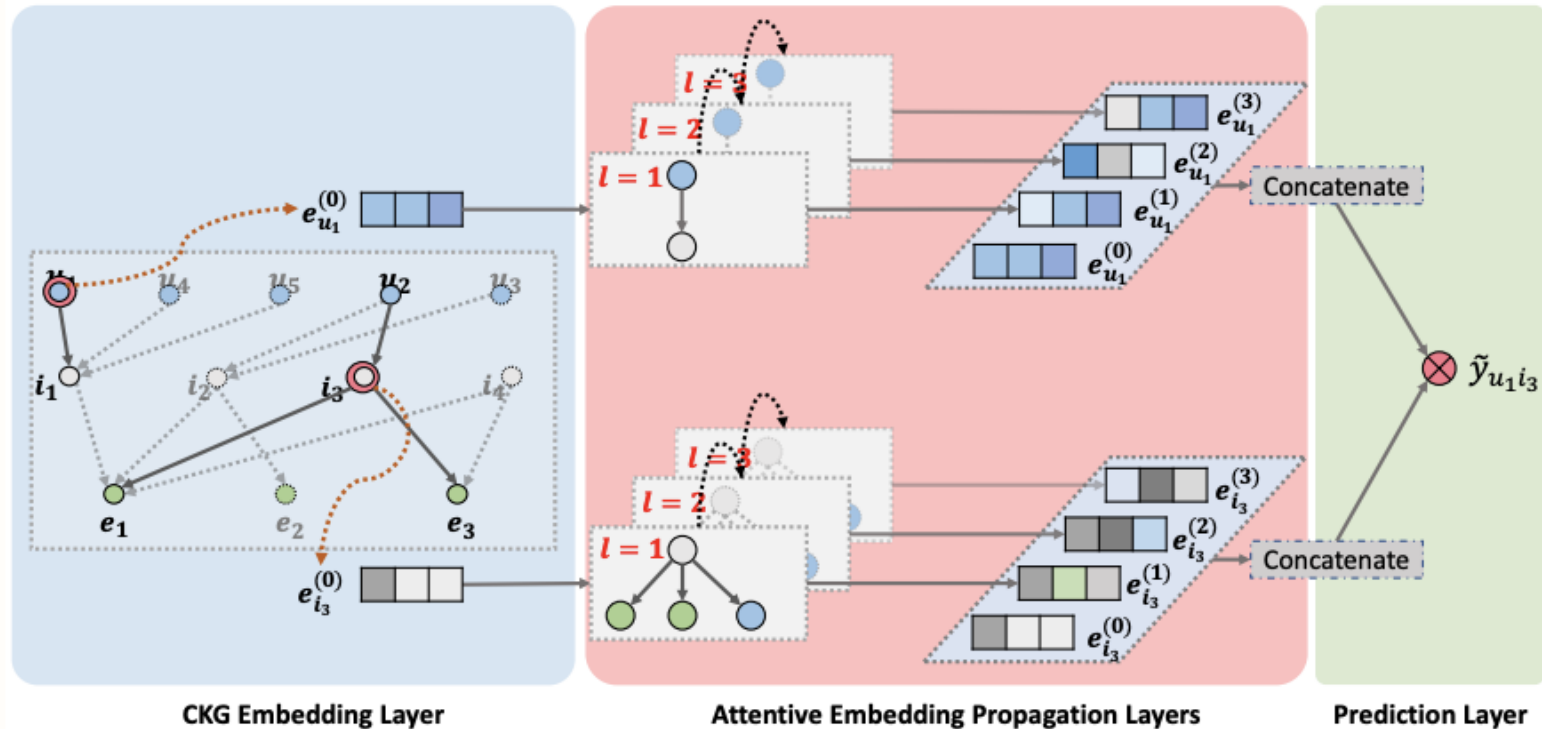 l = 3
l = 2
l = 1
e_{u_1}^{(0)}
e_{u_1}^{(3)}
e_{u_1}^{(2)}
e_{u_1}^{(1)}
e_{u_1}^{(0)}
Concatenate
u_1 u_4 u_5 u_2 u_3
i_1 i_2 i_3 i_4
e_1 e_2 e_3
e_{i_3}^{(0)}
ỹ_{u_1 i_3}
l = 3
l = 2
l = 1
e_{i_3}^{(3)}
e_{i_3}^{(2)}
e_{i_3}^{(1)}
e_{i_3}^{(0)}
Concatenate
CKG Embedding Layer
Attentive Embedding Propagation Layers
Prediction Layer